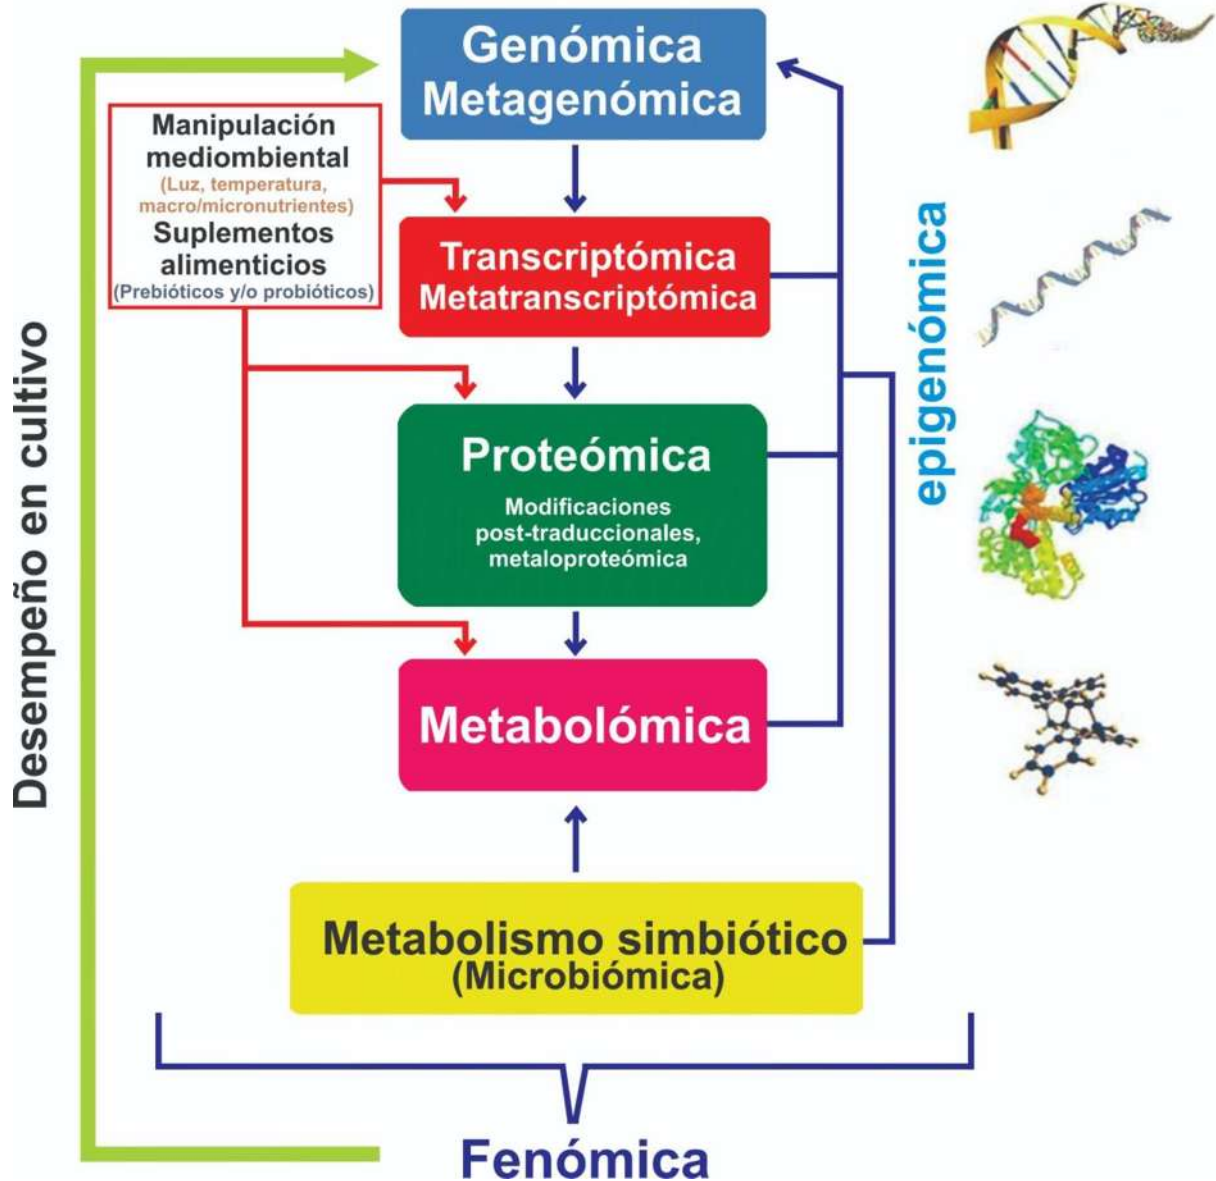 Genómica
Metagenómica
Manipulación
mediombiental
(Luz, temperatura,
macro/micronutrientes)
Suplementos
alimenticios
(Prebióticos y/o probióticos)
Transcriptómica
Metatranscriptómica
Proteómica
Modificaciones
post-traduccionales,
metaloproteómica
Metabolómica
Metabolismo simbiótico
(Microbiómica)
Fenómica
Desempeño en cultivo
epigenómica